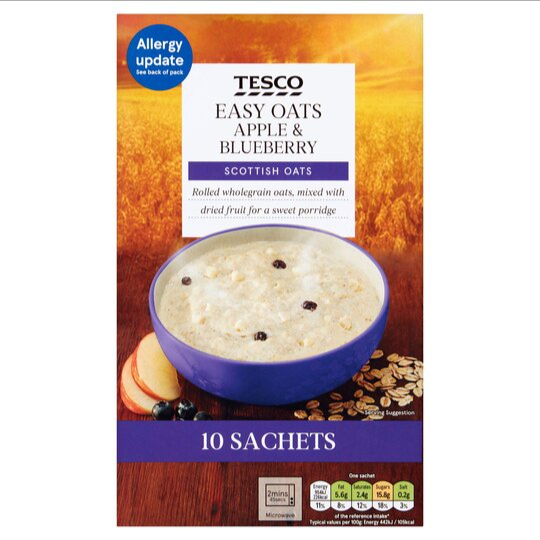 Allergy
update
See back of pack
TESCO
EASY OATS
APPLE &
BLUEBERRY
SCOTTISH OATS
Rolled wholegrain oats, mixed with
dried fruit for a sweet porridge
Serving Suggestion
10 SACHETS
2mins
Microwave
One sachet
Energy Fat Saturates Sugars Salt
5.6g 2.4g 15.8g 0.2g
11% 8% 12% 18% 3%
of the reference intake*
Typical values per 100g: Energy 442kJ / 105kcal